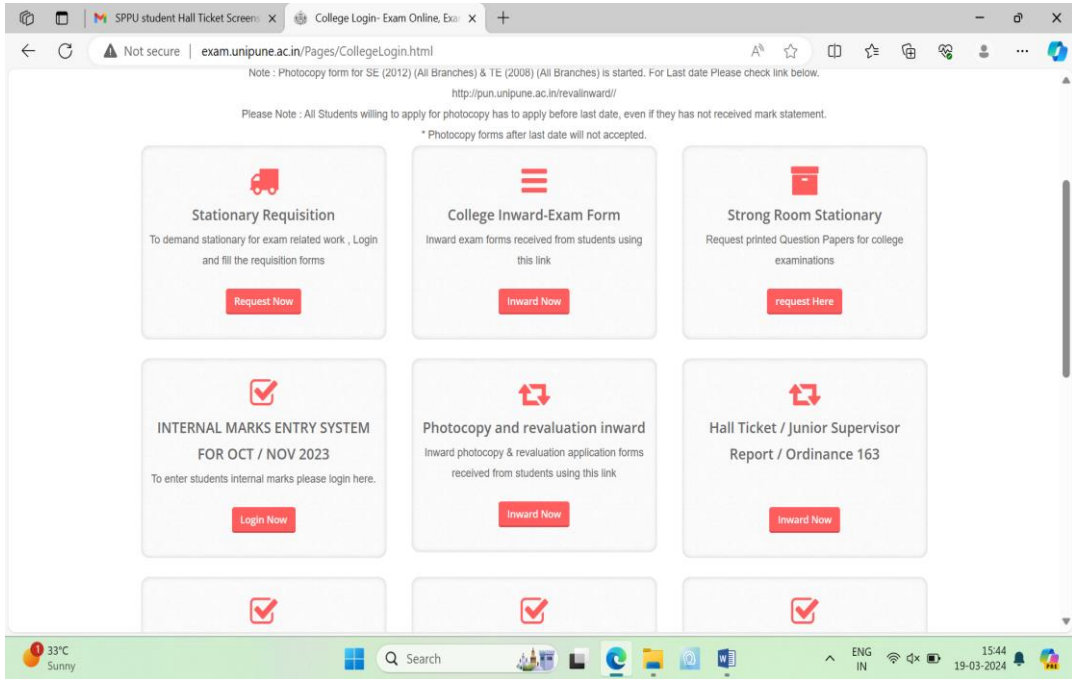 SPPU student Hall Ticket Screens
College Login- Exam Online, Exa
Not secure
exam.unipune.ac.in/Pages/CollegeLogin.html
Note : Photocopy form for SE (2012) (All Branches) & TE (2008) (All Branches) is started. For Last date Please check link below.
http://pun.unipune.ac.in/revalinward//
Please Note : All Students willing to apply for photocopy has to apply before last date, even if they has not received mark statement.
* Photocopy forms after last date will not accepted.
Stationary Requisition
To demand stationary for exam related work , Login
and fill the requisition forms
Request Now
College Inward-Exam Form
Inward exam forms received from students using
this link
Inward Now
Strong Room Stationary
Request printed Question Papers for college
examinations
request Here
INTERNAL MARKS ENTRY SYSTEM
FOR OCT / NOV 2023
To enter students internal marks please login here.
Login Now
Photocopy and revaluation inward
Inward photocopy & revaluation application forms
received from students using this link
Inward Now
Hall Ticket / Junior Supervisor
Report / Ordinance 163
Inward Now
1
33°C
Sunny
Search
ENG
IN
15:44
19-03-2024